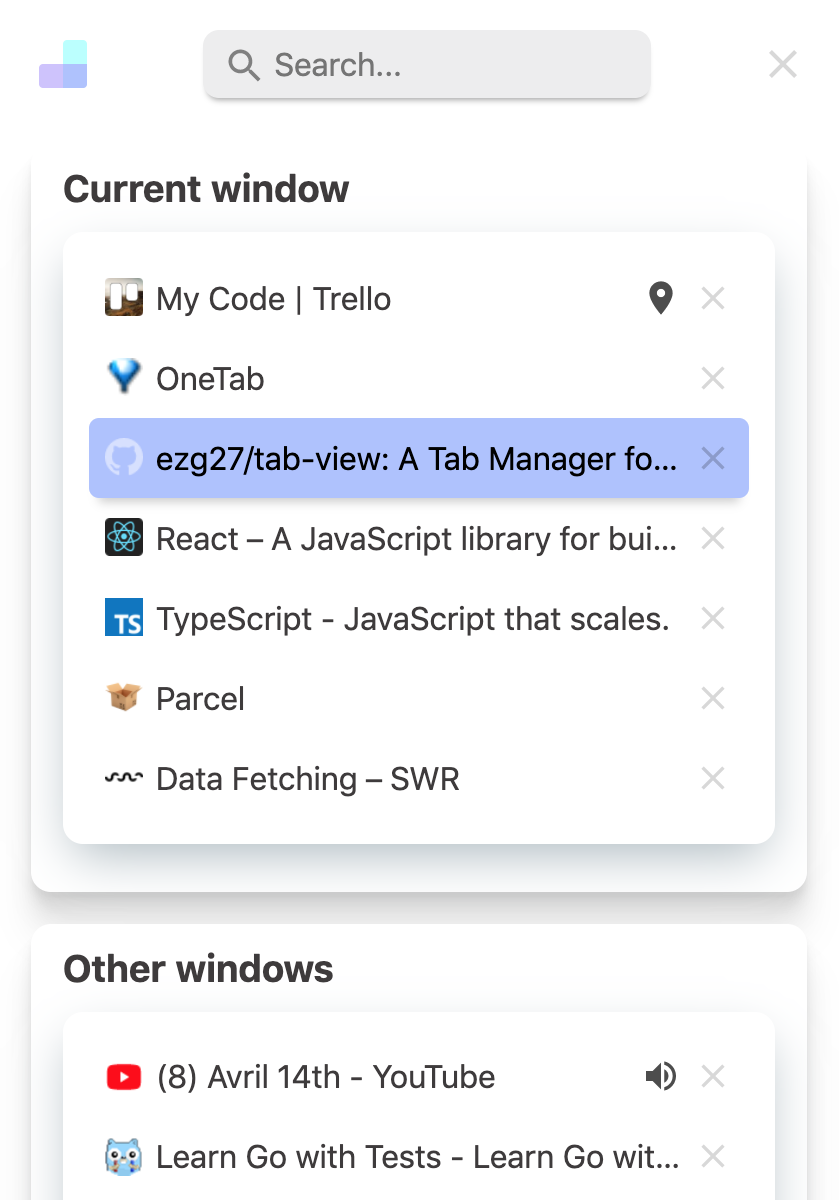 Search...
Current window
My Code | Trello
OneTab
ezg27/tab-view: A Tab Manager fo...
React – A JavaScript library for bui...
TS
TypeScript - JavaScript that scales.
Parcel
Data Fetching – SWR
Other windows
(8) Avril 14th - YouTube
Learn Go with Tests - Learn Go wit...